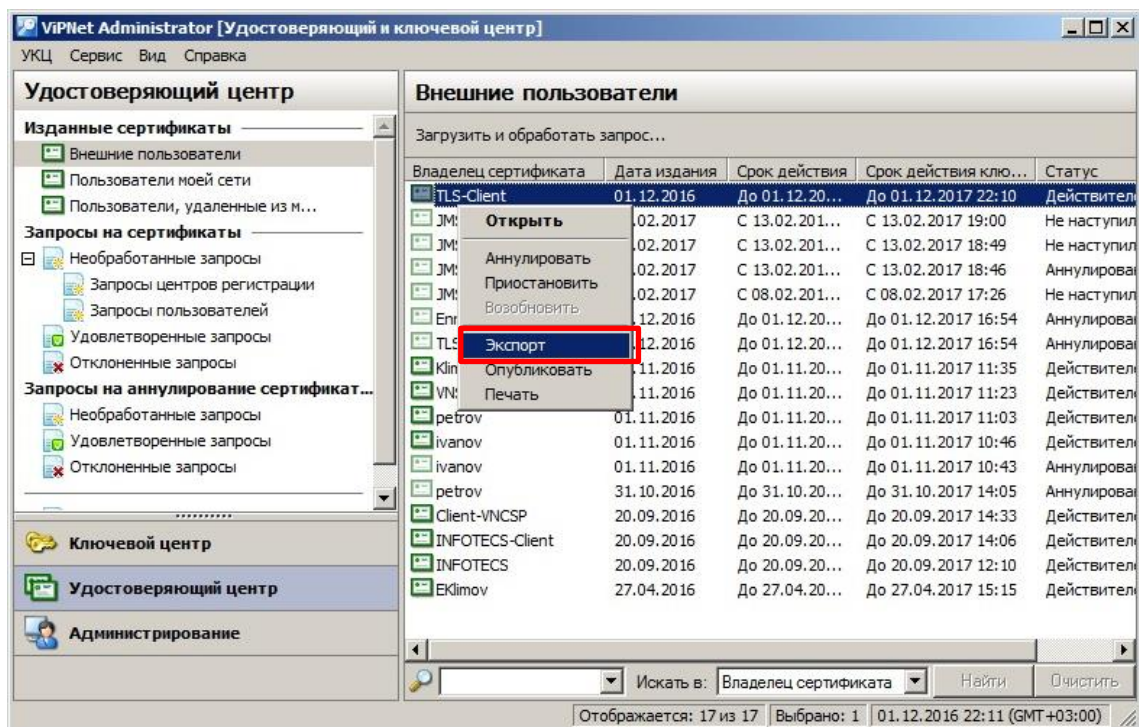 ViPNet Administrator [Удостоверяющий и ключевой центр]
УКЦ Сервис Вид Справка
Удостоверяющий центр
Изданные сертификаты
Внешние пользователи
Пользователи моей сети
Пользователи, удаленные из м...
Запросы на сертификаты
Необработанные запросы
Запросы центров регистрации
Запросы пользователей
Удовлетворенные запросы
Отклоненные запросы
Запросы на аннулирование сертификат...
Необработанные запросы
Удовлетворенные запросы
Отклоненные запросы
Ключевой центр
Удостоверяющий центр
Администрирование
Внешние пользователи
Загрузить и обработать запрос...
Владелец сертификата Дата издания Срок действия Срок действия клю... Статус
TLS-Client 01.12.2016 До 01.12.20... До 01.12.2017 22:10 Действител
JMS .02.2017 С 13.02.201... С 13.02.2017 19:00 Не наступил
JMS .02.2017 С 13.02.201... С 13.02.2017 18:49 Не наступил
JMS .02.2017 С 13.02.201... С 13.02.2017 18:46 Аннулирова
JMS .02.2017 С 08.02.201... С 08.02.2017 17:26 Не наступил
.12.2016 До 01.12.20... До 01.12.2017 16:54 Аннулирова
TLS 12.2016 До 01.12.20... До 01.12.2017 16:54 Аннулирова
Klim .11.2016 До 01.11.20... До 01.11.2017 11:35 Действител
VNS .11.2016 До 01.11.20... До 01.11.2017 11:23 Действител
petrov 01.11.2016 До 01.11.20... До 01.11.2017 11:03 Действител
ivanov 01.11.2016 До 01.11.20... До 01.11.2017 10:46 Действител
ivanov 01.11.2016 До 01.11.20... До 01.11.2017 10:43 Аннулирова
petrov 31.10.2016 До 31.10.20... До 31.10.2017 14:05 Аннулирова
Client-VNCSP 20.09.2016 До 20.09.20... До 20.09.2017 14:33 Действител
INFOTECS-Client 20.09.2016 До 20.09.20... До 20.09.2017 14:06 Действител
INFOTECS 20.09.2016 До 20.09.20... До 20.09.2017 12:10 Действител
EKlimov 27.04.2016 До 27.04.20... До 27.04.2017 15:15 Действител
Открыть
Аннулировать
Приостановить
Возобновить
Экспорт
Опубликовать
Печать
Искать в: Владелец сертификата Найти Очистить
Отображается: 17 из 17 Выбрано: 1 01.12.2016 22:11 (GMT+03:00)